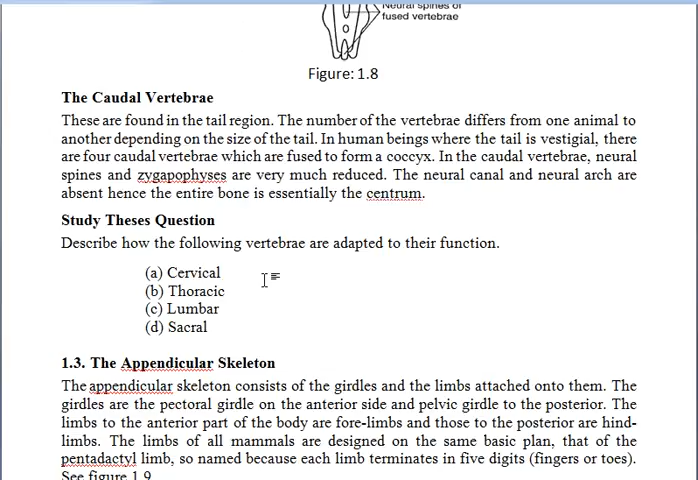 Neural spines of
fused vertebrae
Figure: 1.8
The Caudal Vertebrae
These are found in the tail region. The number of the vertebrae differs from one animal to
another depending on the size of the tail. In human beings where the tail is vestigial, there
are four caudal vertebrae which are fused to form a coccyx. In the caudal vertebrae, neural
spines and zygapophyses are very much reduced. The neural canal and neural arch are
absent hence the entire bone is essentially the centrum.
Study Theses Question
Describe how the following vertebrae are adapted to their function.
(a) Cervical
(b) Thoracic
(c) Lumbar
(d) Sacral
1.3. The Appendicular Skeleton
The appendicular skeleton consists of the girdles and the limbs attached onto them. The
girdles are the pectoral girdle on the anterior side and pelvic girdle to the posterior. The
limbs to the anterior part of the body are fore-limbs and those to the posterior are hind-
limbs. The limbs of all mammals are designed on the same basic plan, that of the
pentadactyl limb, so named because each limb terminates in five digits (fingers or toes).
See figure 1.9